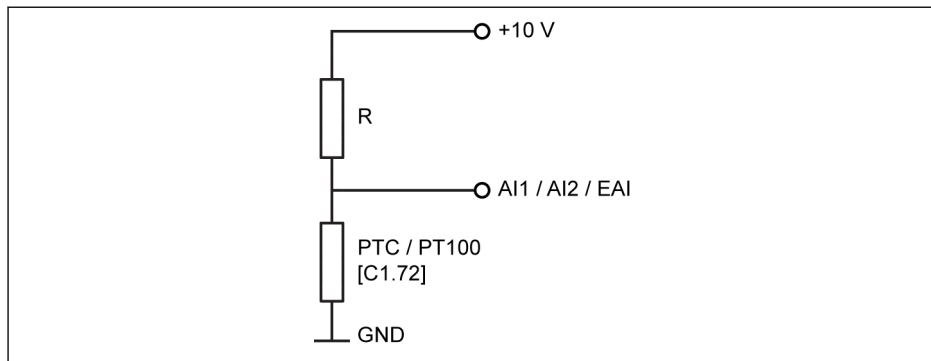 +10 V
R
AI1 / AI2 / EAI
PTC / PT100
[C1.72]
GND